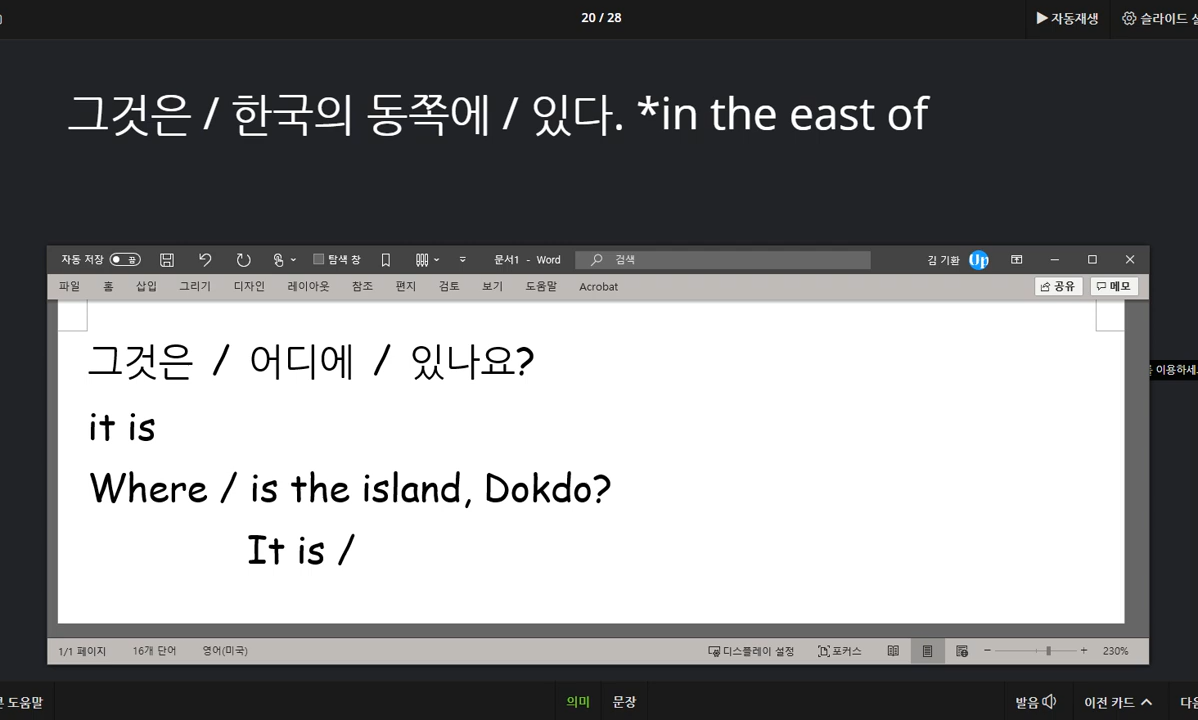 20 / 28
▶자동재생
슬라이드
그것은 / 한국의 동쪽에 / 있다. *in the east of
자동 저장 끔 탐색 창 문서1 - Word 검색 김 기환 Up
파일 홈 삽입 그리기 디자인 레이아웃 참조 편지 검토 보기 도움말 Acrobat 공유 메모
그것은 / 어디에 / 있나요?
이용하세
it is
Where / is the island, Dokdo?
It is /
1/1 페이지 16개 단어 영어(미국) 디스플레이 설정 포커스 - + 230%
도움말 의미 문장 발음 이전 카드